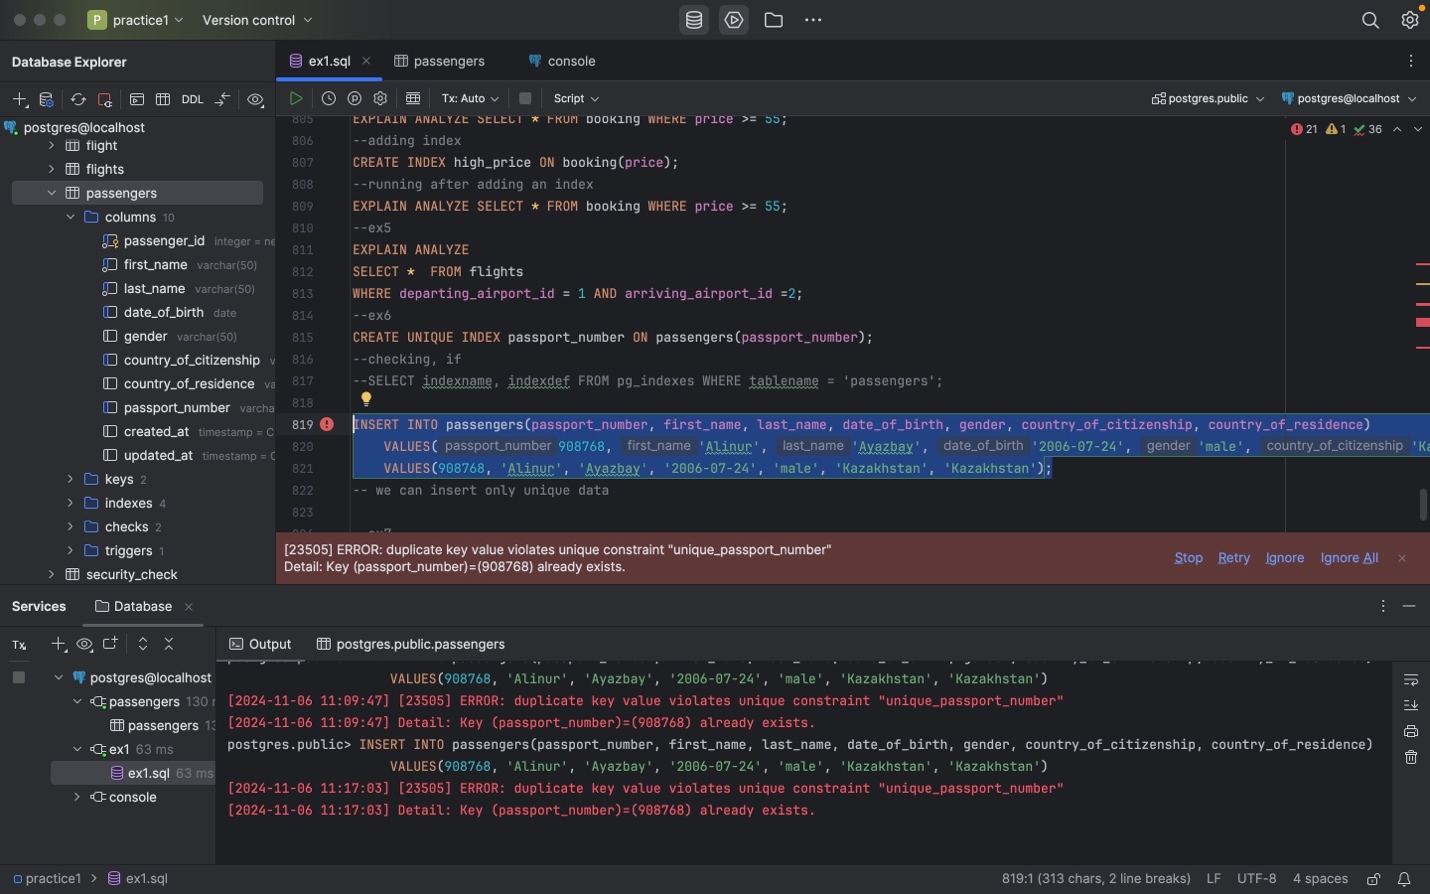 P practice1 Version control
Database Explorer
ex1.sql passengers console
DDL Tx: Auto Script postgres.public postgres@localhost
postgres@localhost
flight
flights
passengers
columns 10
passenger_id integer = ne
first_name varchar(50)
last_name varchar(50)
date_of_birth date
gender varchar(50)
country_of_citizenship v
country_of_residence va
passport_number varcha
created_at timestamp = C
updated_at timestamp = C
keys 2
indexes 4
checks 2
triggers 1
security_check
21 1 36
805 EXPLAIN ANALYZE SELECT * FROM booking WHERE price >= 55;
806 --adding index
807 CREATE INDEX high_price ON booking(price);
808 --running after adding an index
809 EXPLAIN ANALYZE SELECT * FROM booking WHERE price >= 55;
810 --ex5
811 EXPLAIN ANALYZE
812 SELECT * FROM flights
813 WHERE departing_airport_id = 1 AND arriving_airport_id =2;
814 --ex6
815 CREATE UNIQUE INDEX passport_number ON passengers(passport_number);
816 --checking, if
817 --SELECT indexname, indexdef FROM pg_indexes WHERE tablename = 'passengers';
818
819 INSERT INTO passengers(passport_number, first_name, last_name, date_of_birth, gender, country_of_citizenship, country_of_residence)
820 VALUES( passport_number 908768, first_name 'Alinur', last_name 'Ayazbay', date_of_birth '2006-07-24', gender 'male', country_of_citizenship 'Ka
821 VALUES(908768, 'Alinur', 'Ayazbay', '2006-07-24', 'male', 'Kazakhstan', 'Kazakhstan');
822 -- we can insert only unique data
823
[23505] ERROR: duplicate key value violates unique constraint "unique_passport_number"
Detail: Key (passport_number)=(908768) already exists.
Stop Retry Ignore Ignore All
Services Database
Tx
Output postgres.public.passengers
postgres@localhost
passengers 130
passengers 13
ex1 63 ms
ex1.sql 63 ms
console
VALUES(908768, 'Alinur', 'Ayazbay', '2006-07-24', 'male', 'Kazakhstan', 'Kazakhstan')
[2024-11-06 11:09:47] [23505] ERROR: duplicate key value violates unique constraint "unique_passport_number"
[2024-11-06 11:09:47] Detail: Key (passport_number)=(908768) already exists.
postgres.public> INSERT INTO passengers(passport_number, first_name, last_name, date_of_birth, gender, country_of_citizenship, country_of_residence)
VALUES(908768, 'Alinur', 'Ayazbay', '2006-07-24', 'male', 'Kazakhstan', 'Kazakhstan')
[2024-11-06 11:17:03] [23505] ERROR: duplicate key value violates unique constraint "unique_passport_number"
[2024-11-06 11:17:03] Detail: Key (passport_number)=(908768) already exists.
practice1 > ex1.sql
819:1 (313 chars, 2 line breaks) LF UTF-8 4 spaces